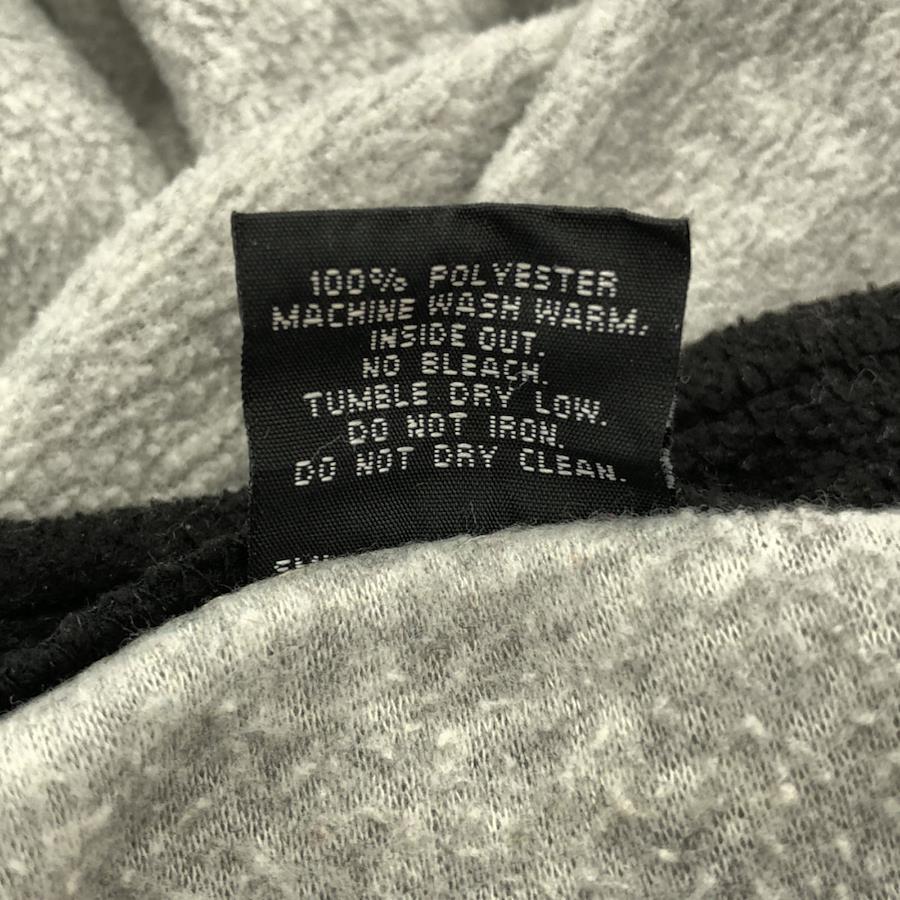 100% POLYESTER
MACHINE WASH WARM,
INSIDE OUT.
NO BLEACH.
TUMBLE DRY LOW.
DO NOT IRON.
DO NOT DRY CLEAN.